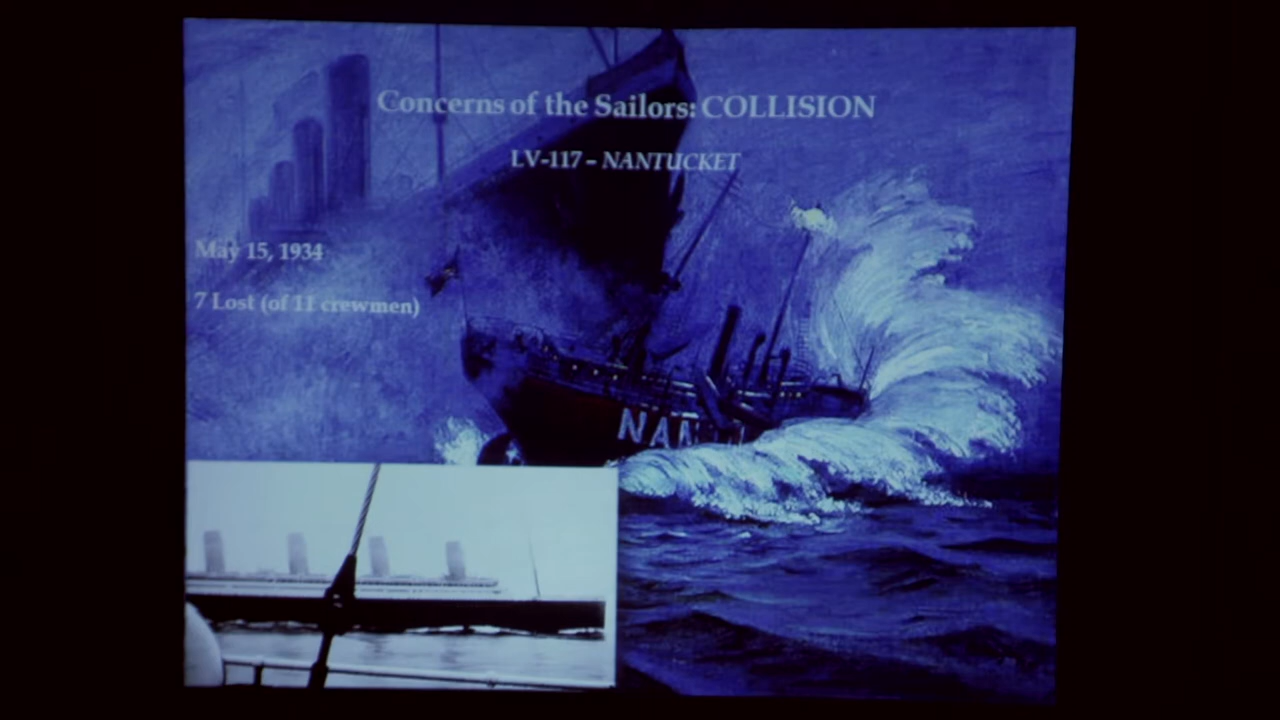 Concerns of the Sailors: COLLISION
LV-117 – NANTUCKET
May 15, 1934
7 Lost (of 11 crewmen)
NAN